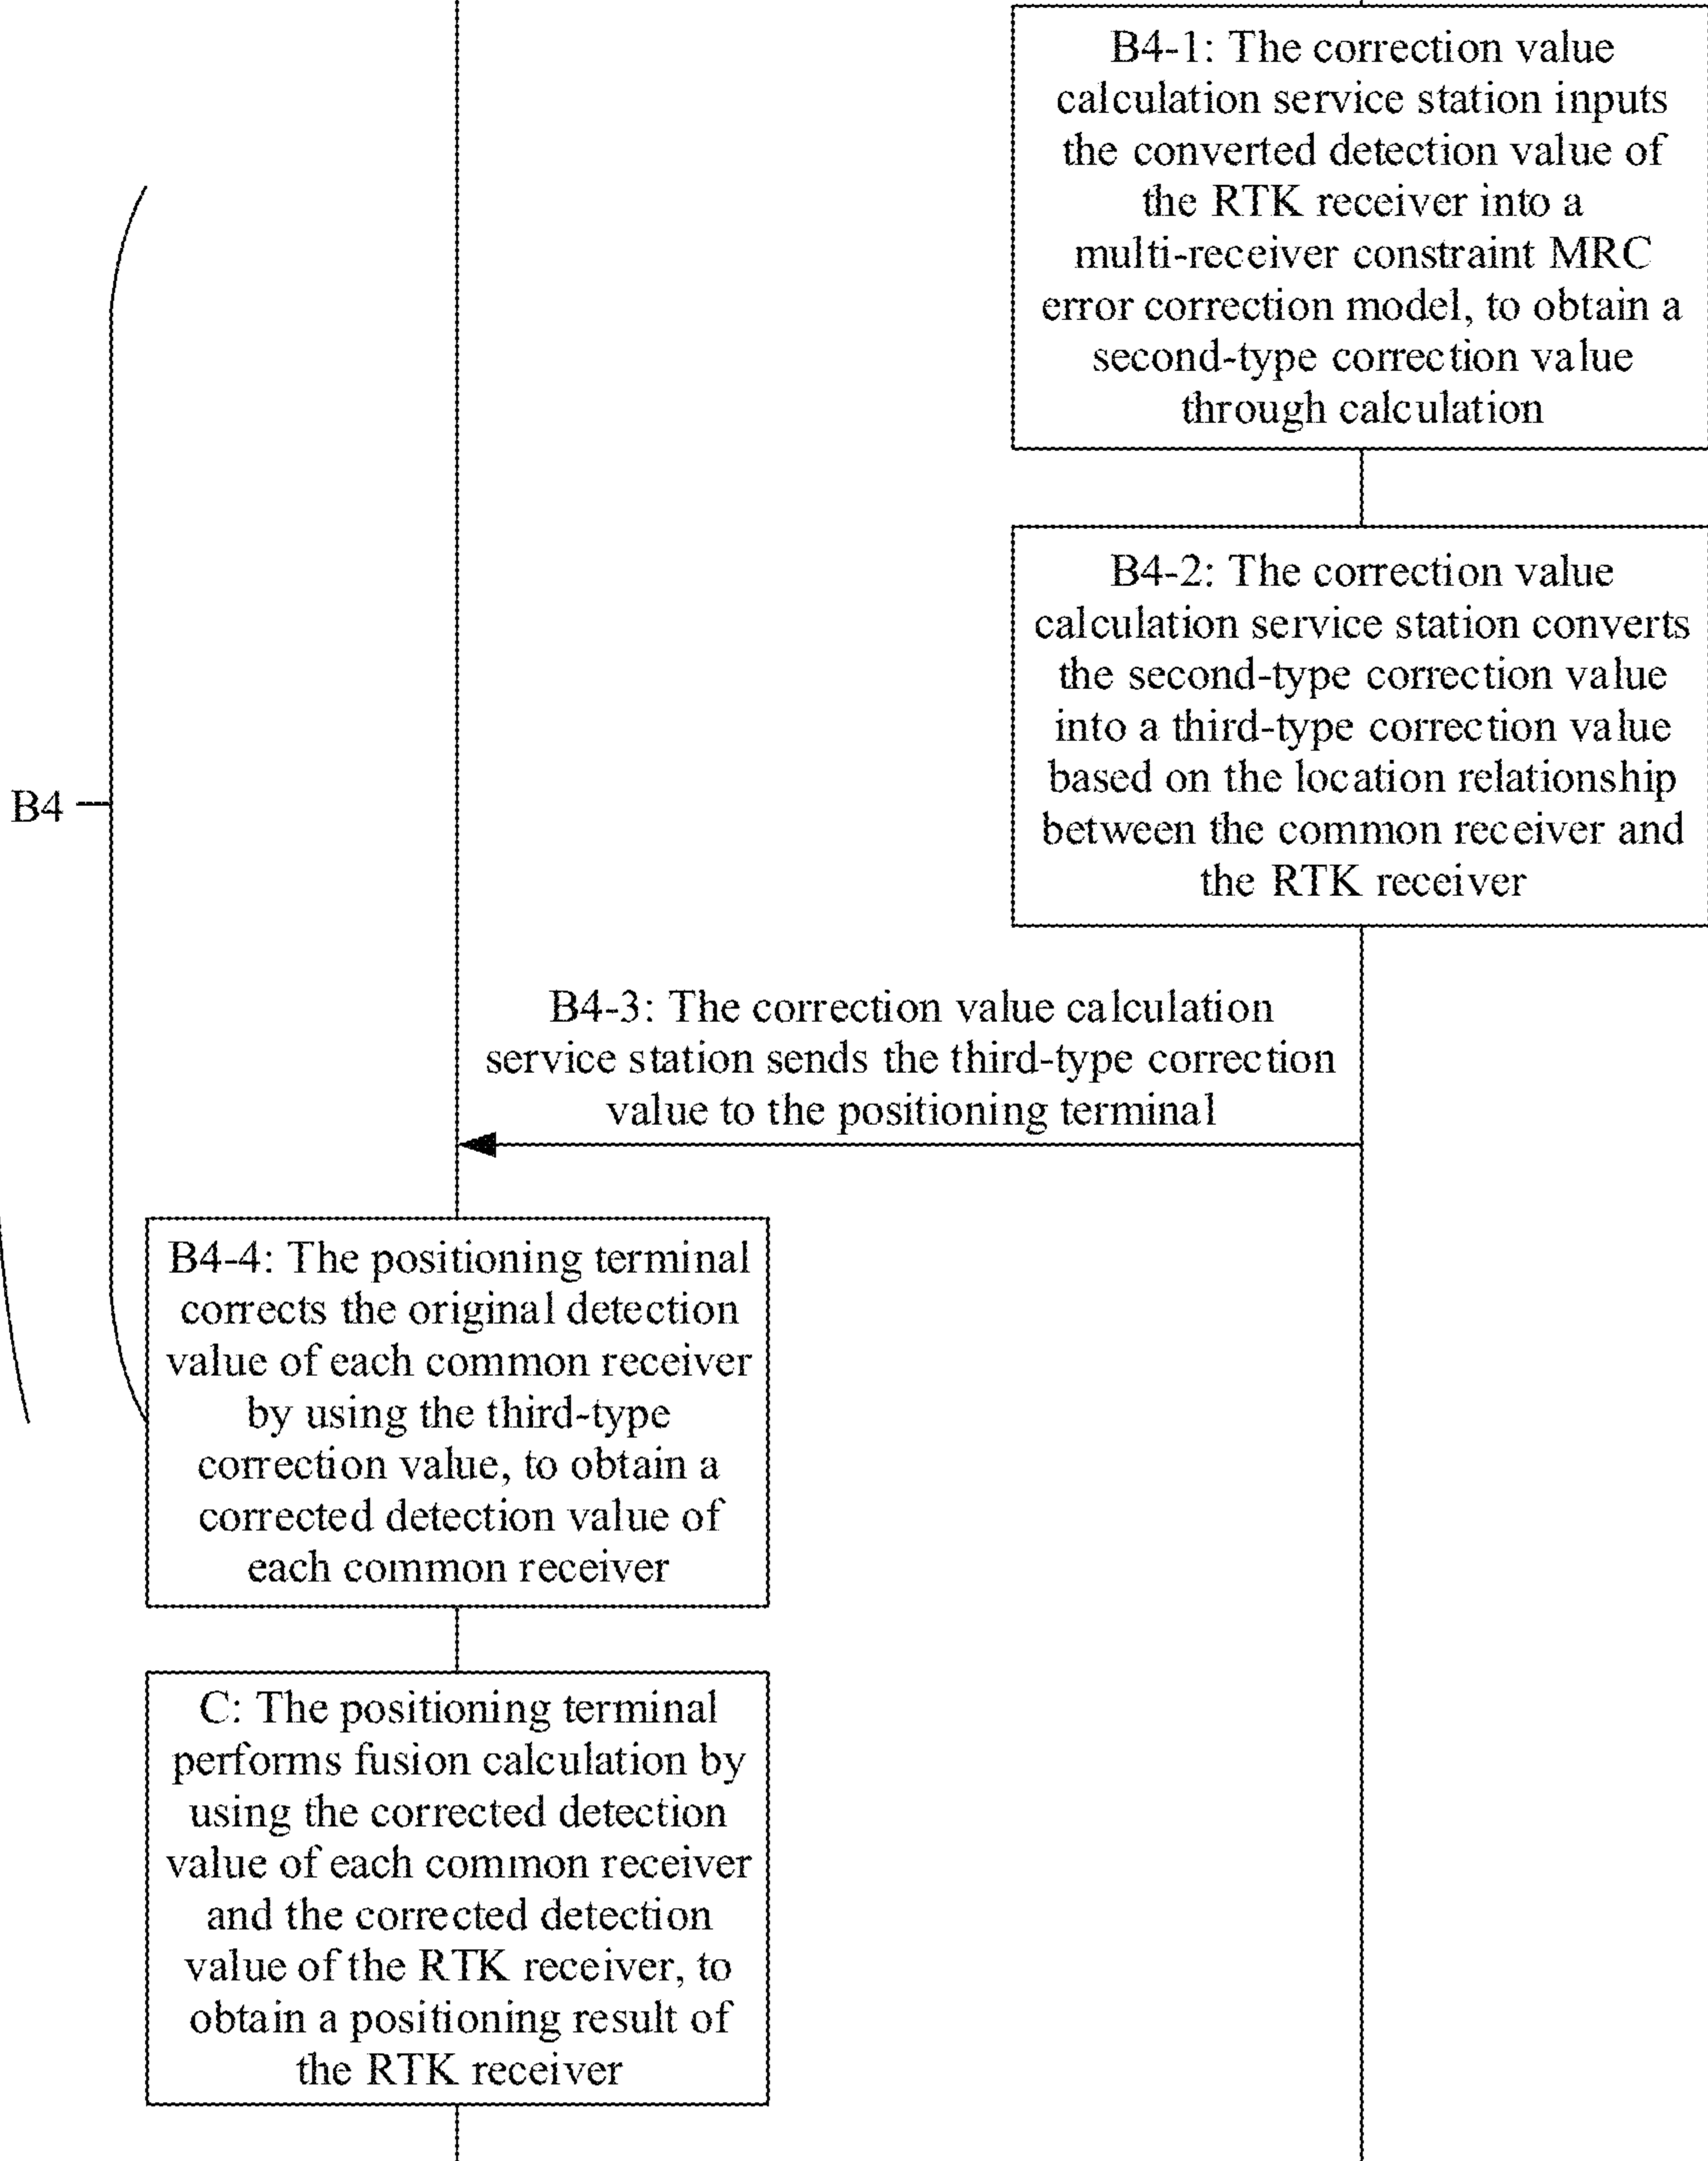 B4-1: The correction value
calculation service station inputs
the converted detection value of
the RTK receiver into a
multi-receiver constraint MRC
error correction model, to obtain a
second-type correction value
through calculation
B4-2: The correction value
calculation service station converts
the second-type correction value
into a third-type correction value
based on the location relationship
between the common receiver and
the RTK receiver
B4
B4-3: The correction value calculation
service station sends the third-type correction
value to the positioning terminal
B4-4: The positioning terminal
corrects the original detection
value of each common receiver
by using the third-type
correction value, to obtain a
corrected detection value of
each common receiver
C: The positioning terminal
performs fusion calculation by
using the corrected detection
value of each common receiver
and the corrected detection
value of the RTK receiver, to
obtain a positioning result of
the RTK receiver